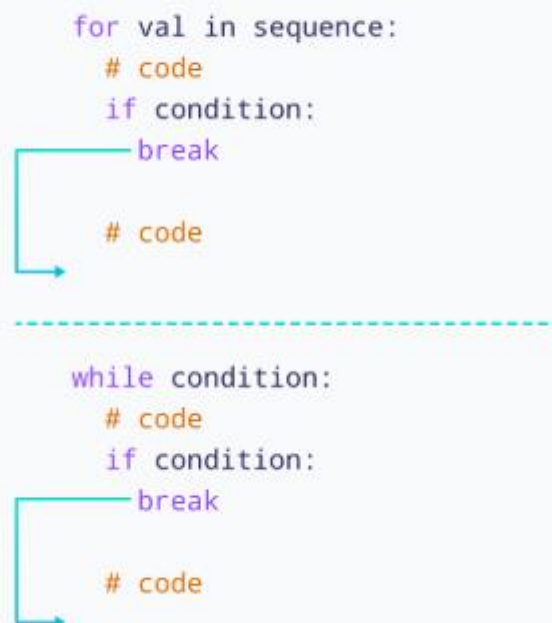 for val in sequence:
# code
if condition:
break
# code
while condition:
# code
if condition:
break
# code